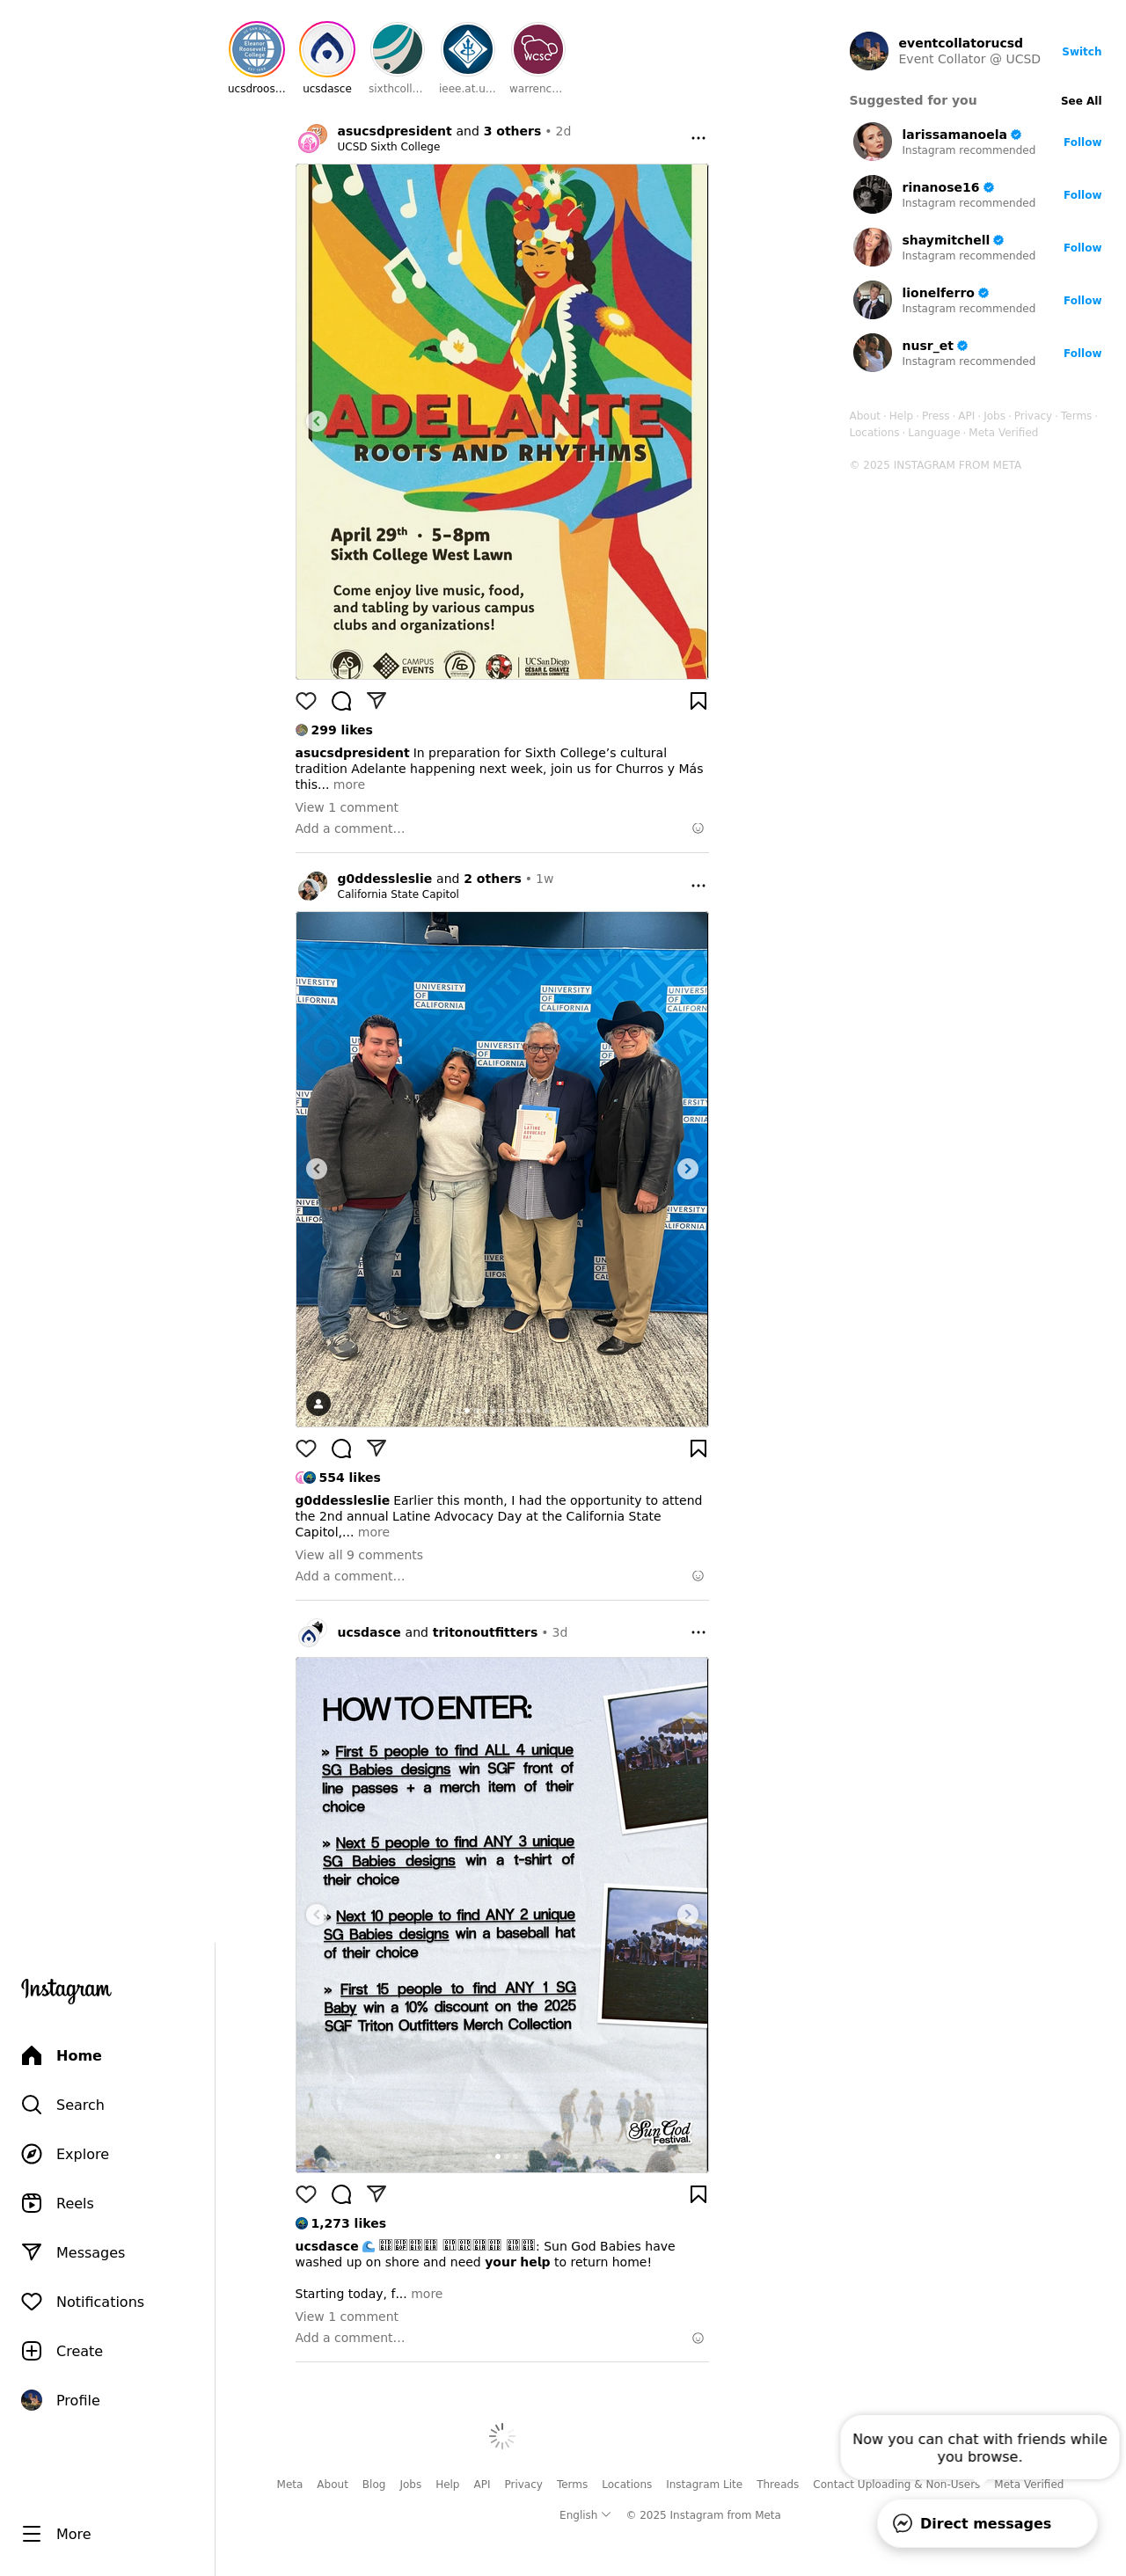 ucsdroos...
ucsdasce
sixthcoll...
ieee.at.u...
warrenc...
Eleanor
Roosevelt
College
WCSC
asucsdpresident and 3 others • 2d
UCSD Sixth College
ADELANTE
ROOTS AND RHYTHMS
April 29th · 5-8pm
Sixth College West Lawn
Come enjoy live music, food,
and tabling by various campus
clubs and organizations!
AS
CAMPUS
EVENTS
UC San Diego
CÉSAR E. CHÁVEZ
CELEBRATION COMMITTEE
299 likes
asucsdpresident In preparation for Sixth College’s cultural
tradition Adelante happening next week, join us for Churros y Más
this... more
View 1 comment
Add a comment…
g0ddessleslie and 2 others • 1w
California State Capitol
UNIVERSITY
OF
CALIFORNIA
LATINO
ADVOCACY
DAY
554 likes
g0ddessleslie Earlier this month, I had the opportunity to attend
the 2nd annual Latine Advocacy Day at the California State
Capitol,... more
View all 9 comments
Add a comment…
ucsdasce and tritonoutfitters • 3d
HOW TO ENTER:
» First 5 people to find ALL 4 unique
SG Babies designs win SGF front of
line passes + a merch item of their
choice
» Next 5 people to find ANY 3 unique
SG Babies designs win a t-shirt of
their choice
» Next 10 people to find ANY 2 unique
SG Babies designs win a baseball hat
of their choice
» First 15 people to find ANY 1 SG
Baby win a 10% discount on the 2025
SGF Triton Outfitters Merch Collection
Sun God
Festival.
1,273 likes
ucsdasce 🌊 : Sun God Babies have
washed up on shore and need your help to return home!
Starting today, f... more
View 1 comment
Add a comment…
eventcollatorucsd
Event Collator @ UCSD
Switch
Suggested for you
See All
larissamanoela
Instagram recommended
Follow
rinanose16
Instagram recommended
Follow
shaymitchell
Instagram recommended
Follow
lionelferro
Instagram recommended
Follow
nusr_et
Instagram recommended
Follow
About · Help · Press · API · Jobs · Privacy · Terms ·
Locations · Language · Meta Verified
© 2025 INSTAGRAM FROM META
Instagram
Home
Search
Explore
Reels
Messages
Notifications
Create
Profile
More
Now you can chat with friends while
you browse.
Meta About Blog Jobs Help API Privacy Terms Locations Instagram Lite Threads Contact Uploading & Non-Users Meta Verified
English © 2025 Instagram from Meta
Direct messages